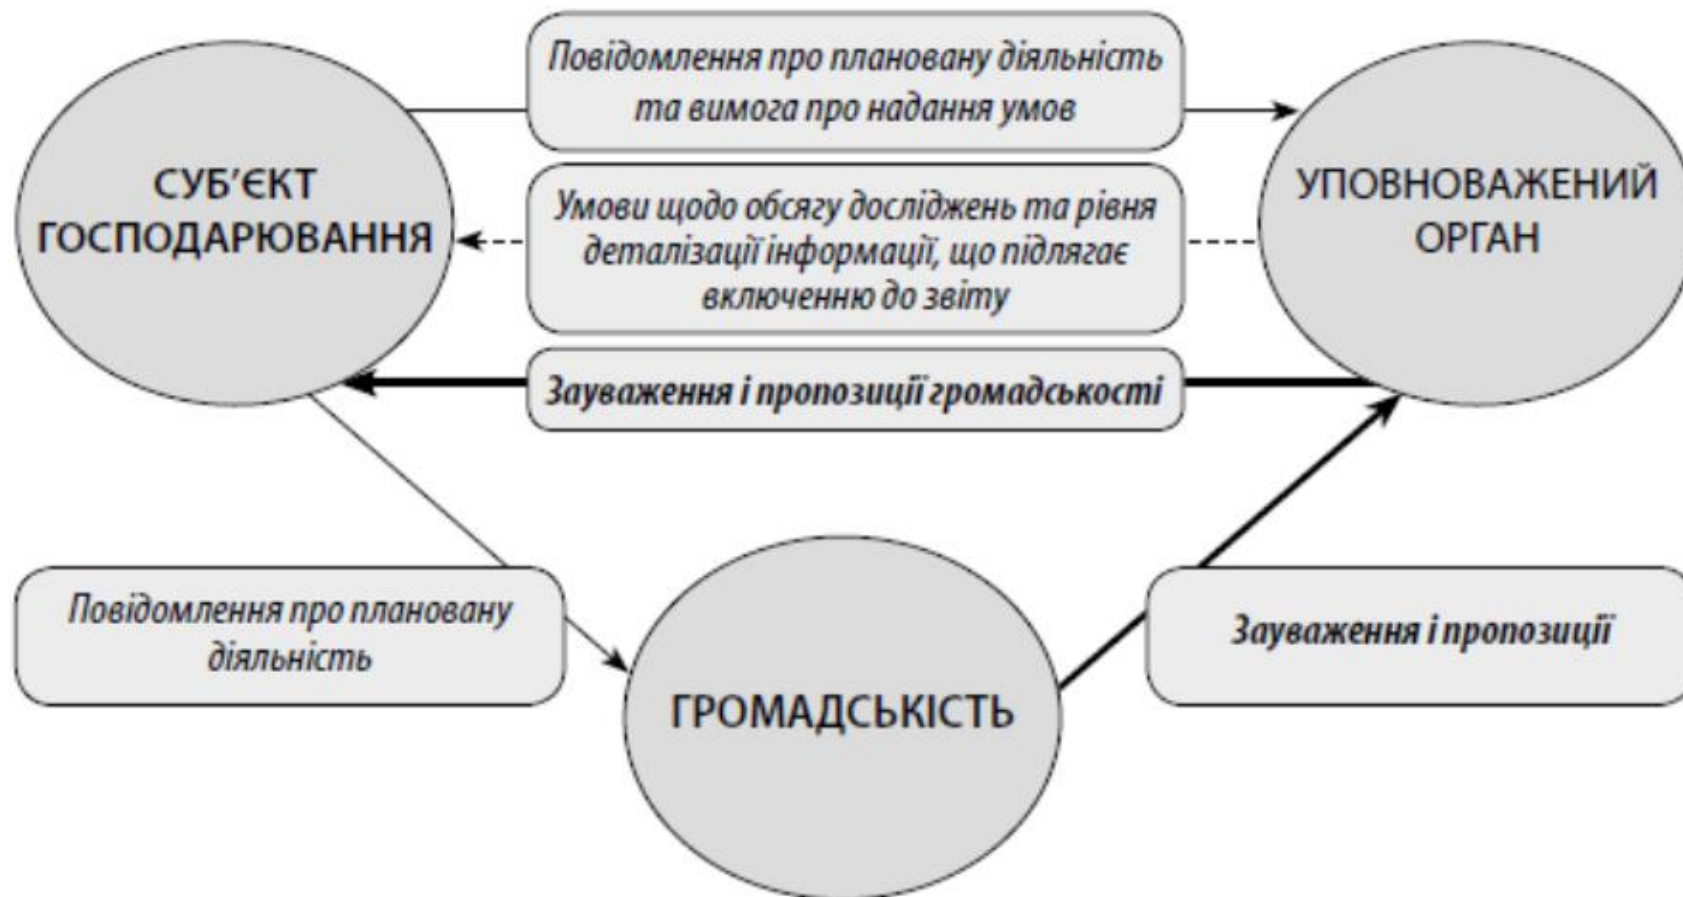 Повідомлення про плановану діяльність
та вимога про надання умов
СУБ’ЄКТ
ГОСПОДАРЮВАННЯ
Умови щодо обсягу досліджень та рівня
деталізації інформації, що підлягає
включенню до звіту
УПОВНОВАЖЕНИЙ
ОРГАН
Зауваження і пропозиції громадськості
Повідомлення про плановану
діяльність
Зауваження і пропозиції
ГРОМАДСЬКІСТЬ